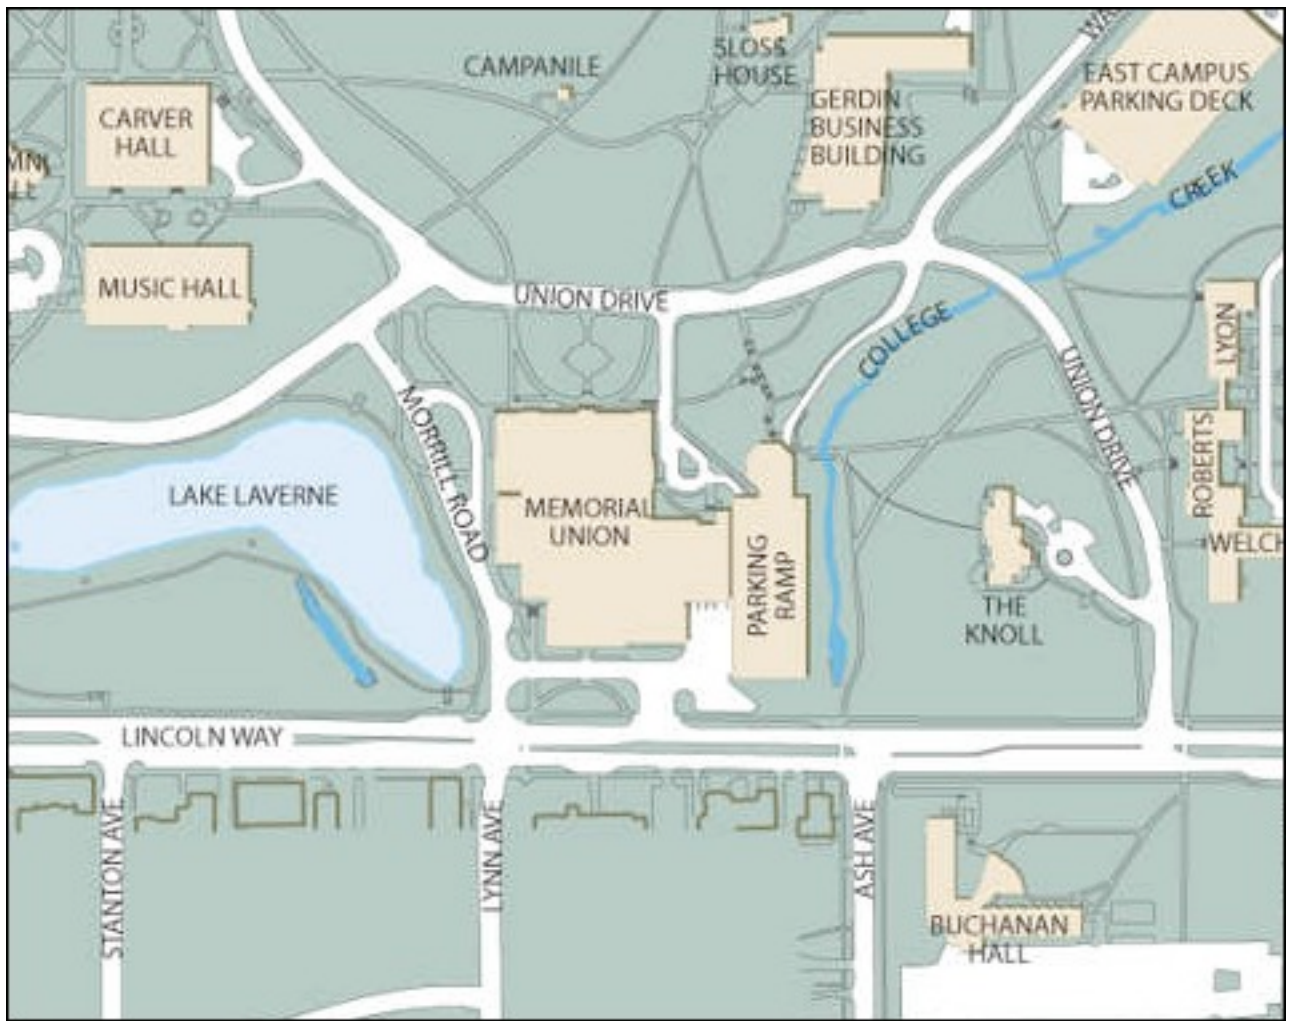 SLOSS
HOUSE
CAMPANILE
EAST CAMPUS
PARKING DECK
GERDIN
BUSINESS
BUILDING
CARVER
HALL
CREEK
MUSIC HALL
UNION DRIVE
COLLEGE
LYON
UNION DRIVE
MORRILL ROAD
ROBERTS
LAKE LAVERNE
MEMORIAL
UNION
PARKING
RAMP
WELCH
THE
KNOLL
LINCOLN WAY
STANTON AVE
LYNN AVE
ASH AVE
BUCHANAN
HALL